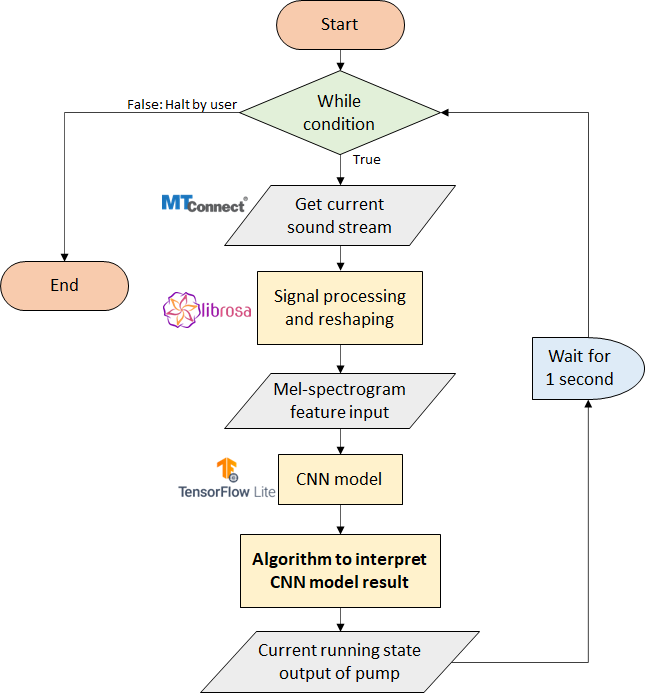 Start
While
condition
False: Halt by user
True
MTConnect®
Get current
sound stream
End
librosa
Signal processing
and reshaping
Wait for
1 second
Mel-spectrogram
feature input
TensorFlow Lite
CNN model
Algorithm to interpret
CNN model result
Current running state
output of pump